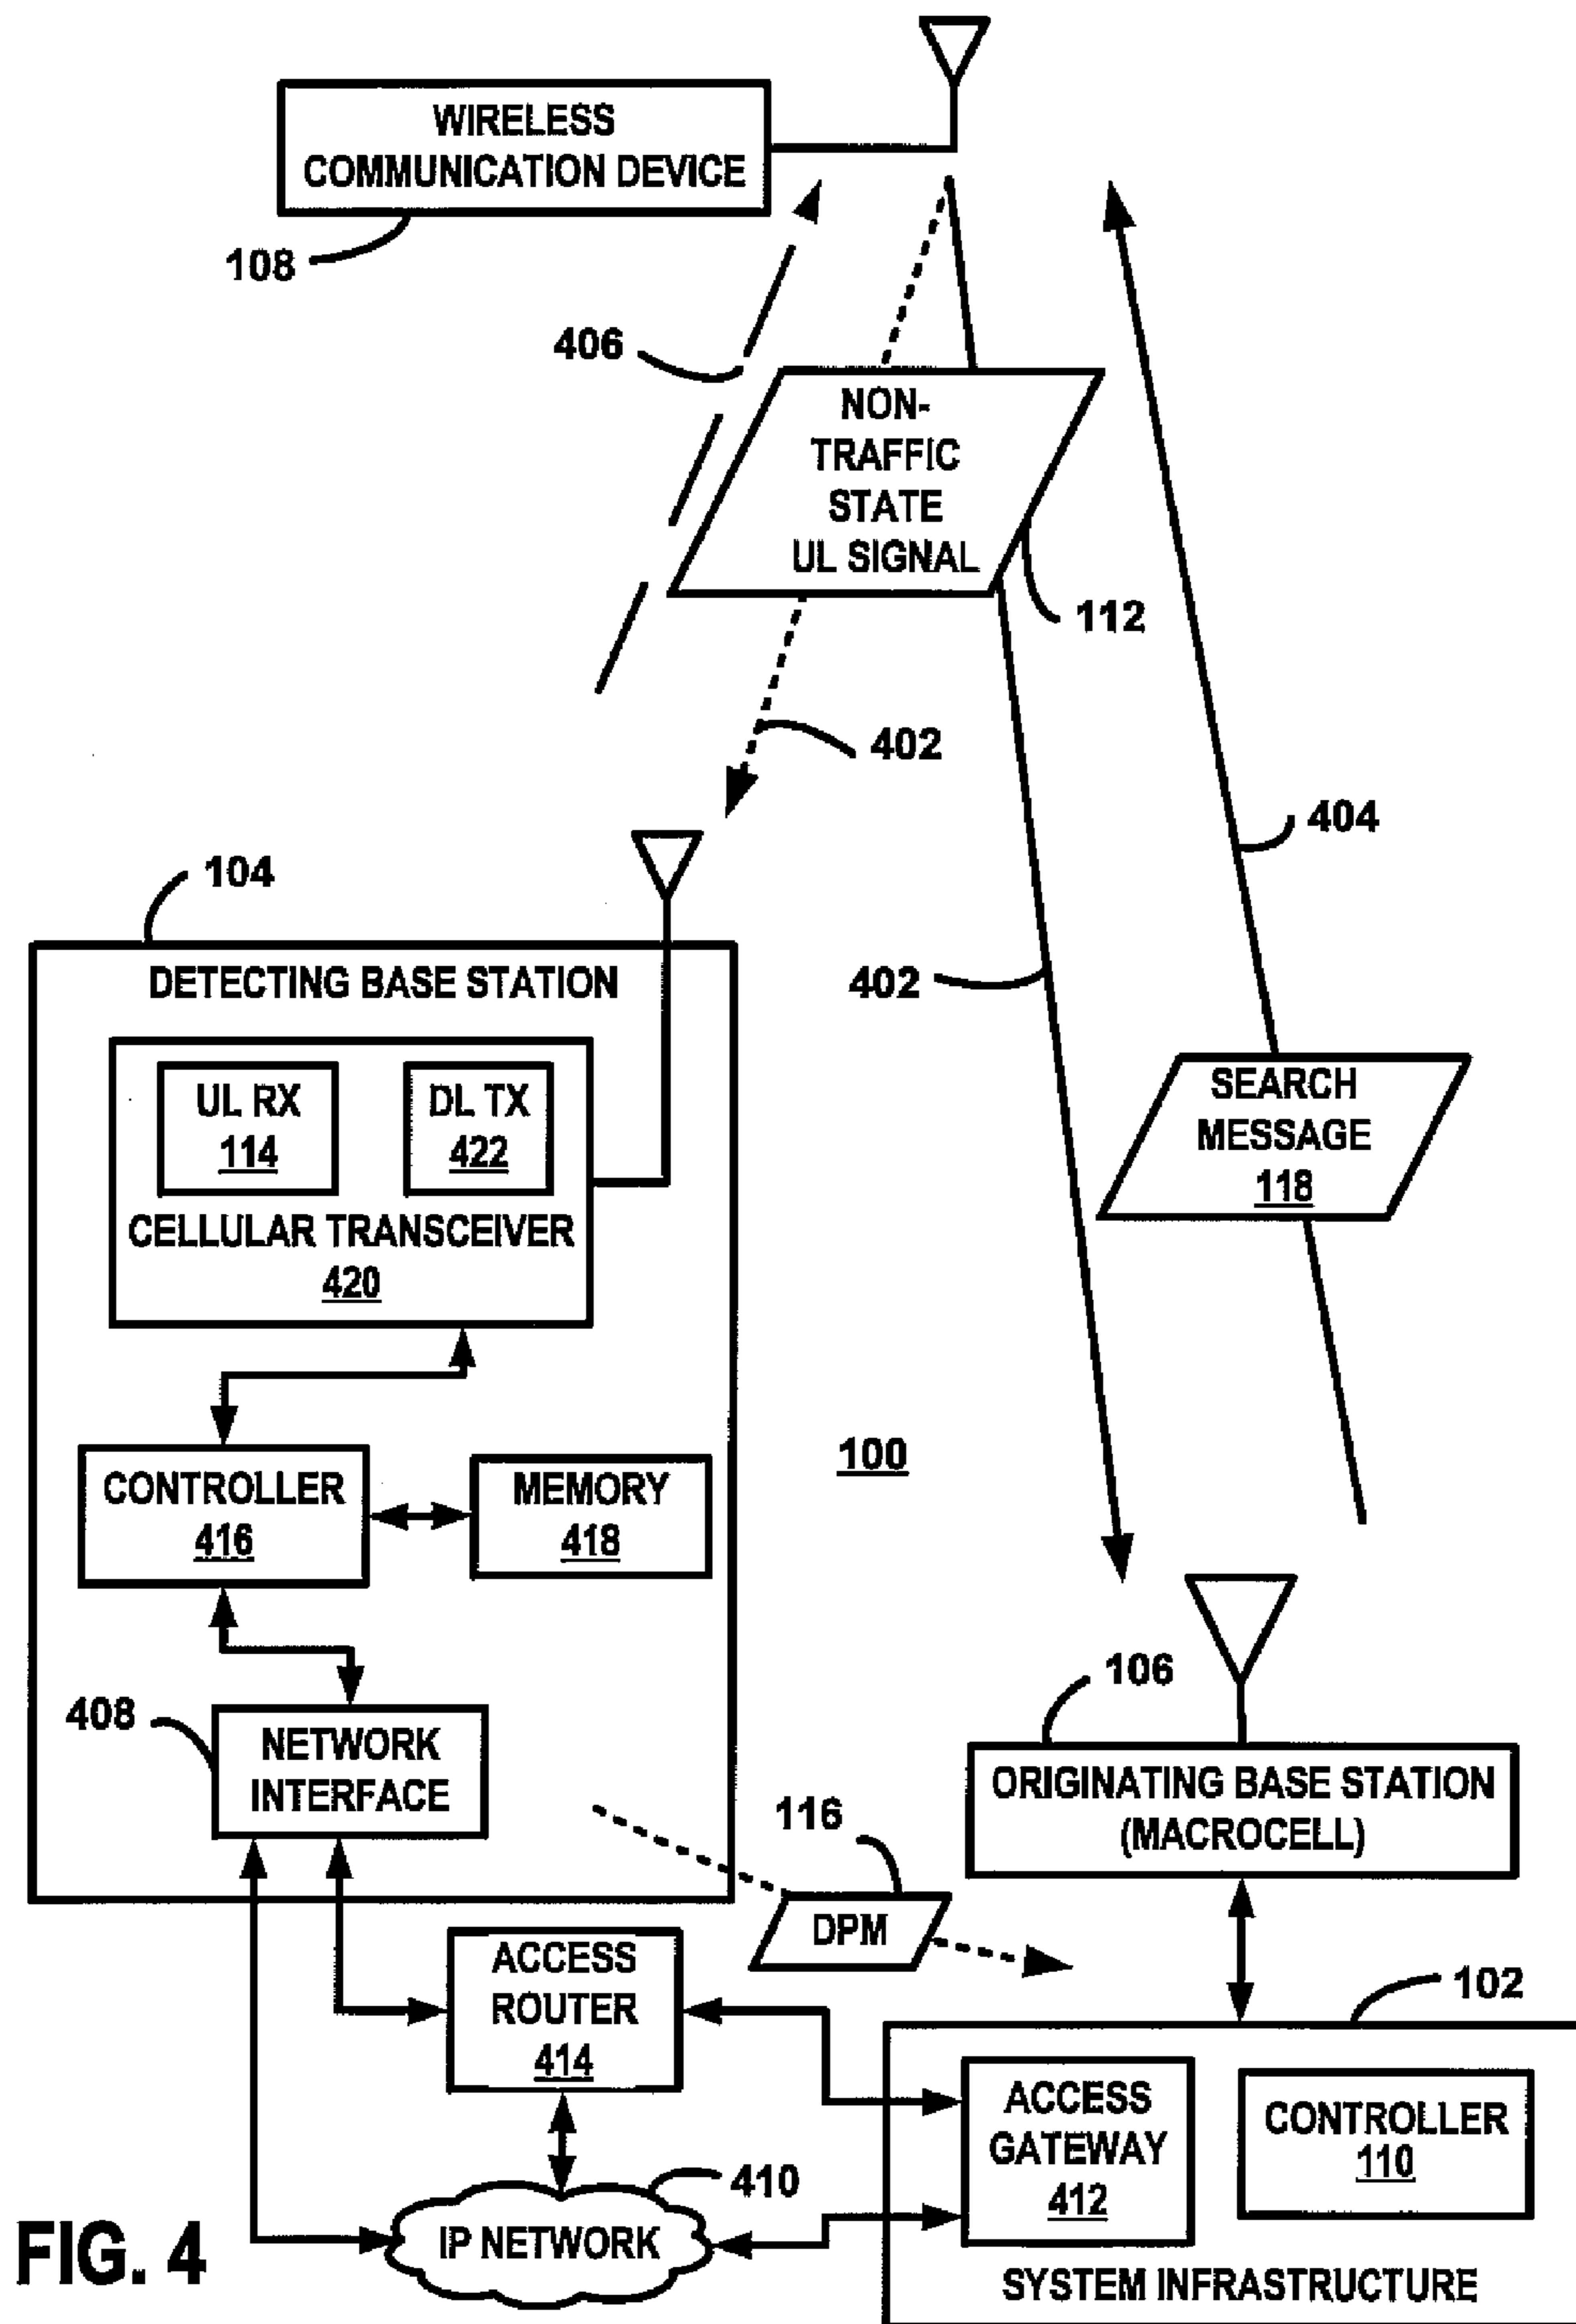 WIRELESS
COMMUNICATION DEVICE
108
406
NON-
TRAFFIC
STATE
UL SIGNAL
112
402
404
104
DETECTING BASE STATION
402
UL RX
114
DL TX
422
CELLULAR TRANSCEIVER
420
SEARCH
MESSAGE
118
100
CONTROLLER
416
MEMORY
418
106
408
NETWORK
INTERFACE
ORIGINATING BASE STATION
(MACROCELL)
116
DPM
ACCESS
ROUTER
414
102
ACCESS
GATEWAY
412
CONTROLLER
110
410
IP NETWORK
SYSTEM INFRASTRUCTURE
FIG. 4